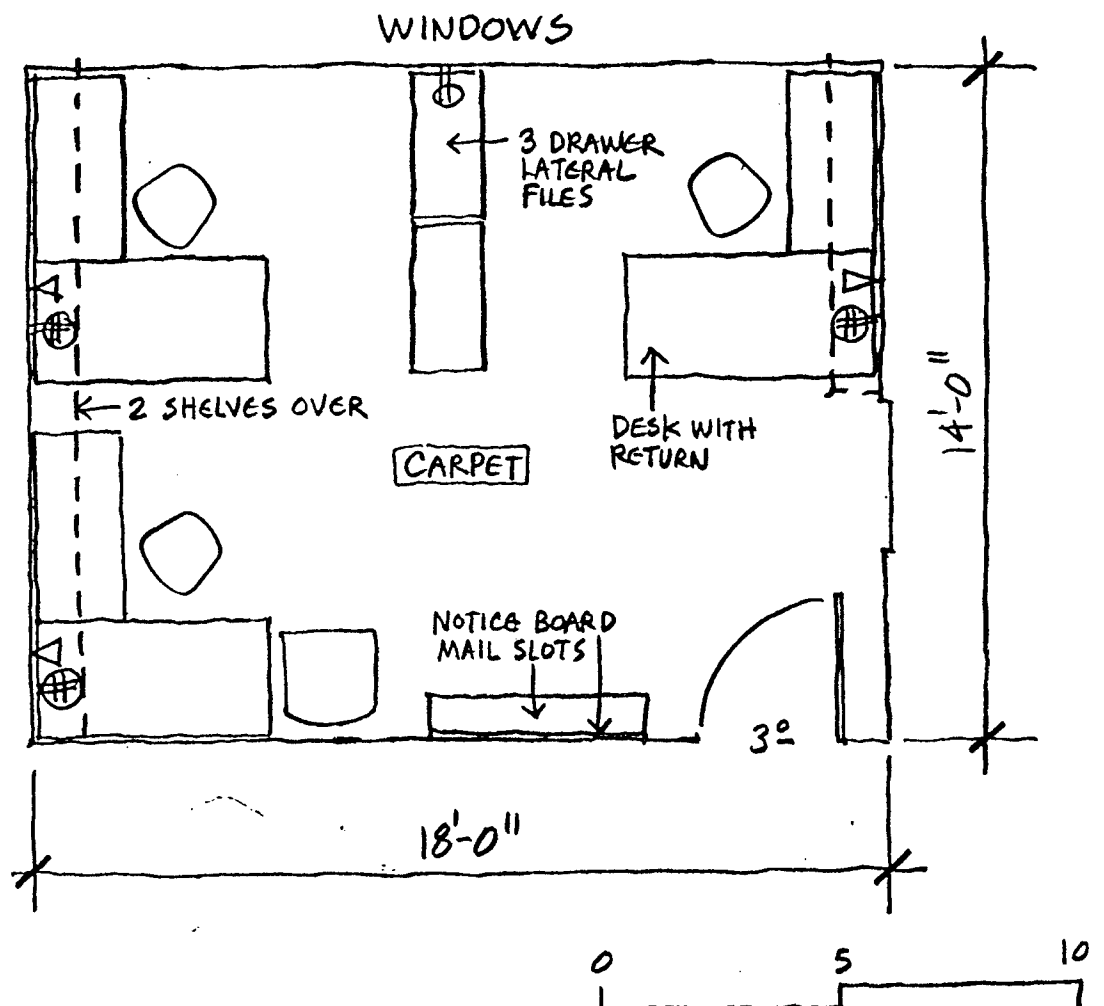 WINDOWS
3 DRAWER
LATERAL
FILES
2 SHELVES OVER
DESK WITH
RETURN
14'-0"
CARPET
NOTICE BOARD
MAIL SLOTS
3º
18'-0"
0 5 10